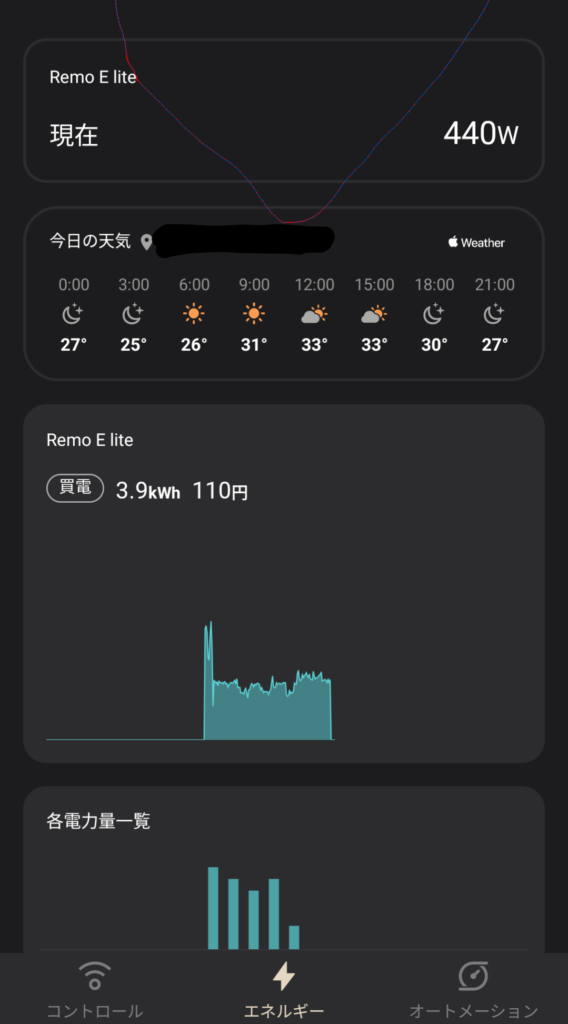 Remo E lite
現在
440W
今日の天気
Weather
0:00 3:00 6:00 9:00 12:00 15:00 18:00 21:00
27° 25° 26° 31° 33° 33° 30° 27°
Remo E lite
買電 3.9kWh 110円
各電力量一覧
コントロール エネルギー オートメーション